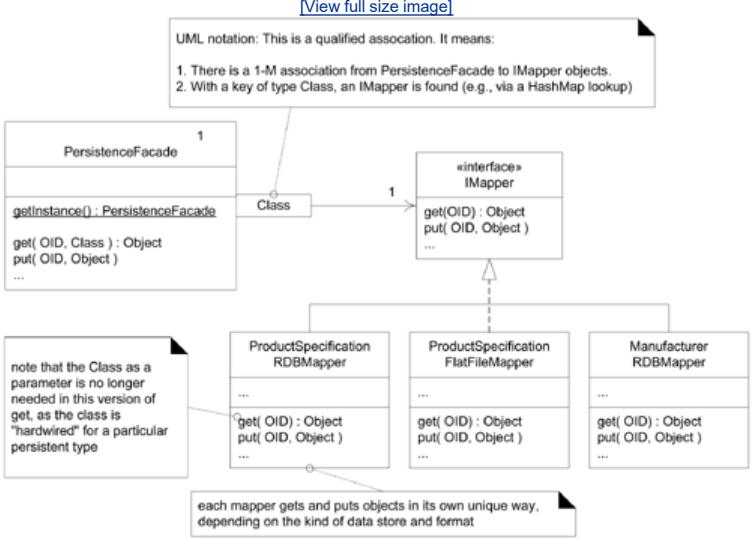 [View full size image]
UML notation: This is a qualified assocation. It means:
1. There is a 1-M association from PersistenceFacade to IMapper objects.
2. With a key of type Class, an IMapper is found (e.g., via a HashMap lookup)
1
PersistenceFacade
getInstance() : PersistenceFacade
get( OID, Class ) : Object
put( OID, Object )
...
Class
1
«interface»
IMapper
get(OID) : Object
put( OID, Object )
...
note that the Class as a
parameter is no longer
needed in this version of
get, as the class is
"hardwired" for a particular
persistent type
ProductSpecification
RDBMapper
...
get( OID) : Object
put( OID, Object )
...
ProductSpecification
FlatFileMapper
...
get( OID) : Object
put( OID, Object )
...
Manufacturer
RDBMapper
...
get( OID) : Object
put( OID, Object )
...
each mapper gets and puts objects in its own unique way,
depending on the kind of data store and format